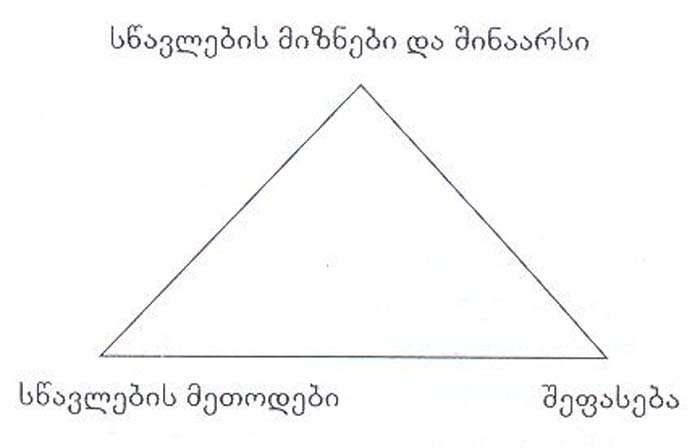 სწავლების მიზნები და შინაარსი
სწავლების მეთოდები
შეფასება